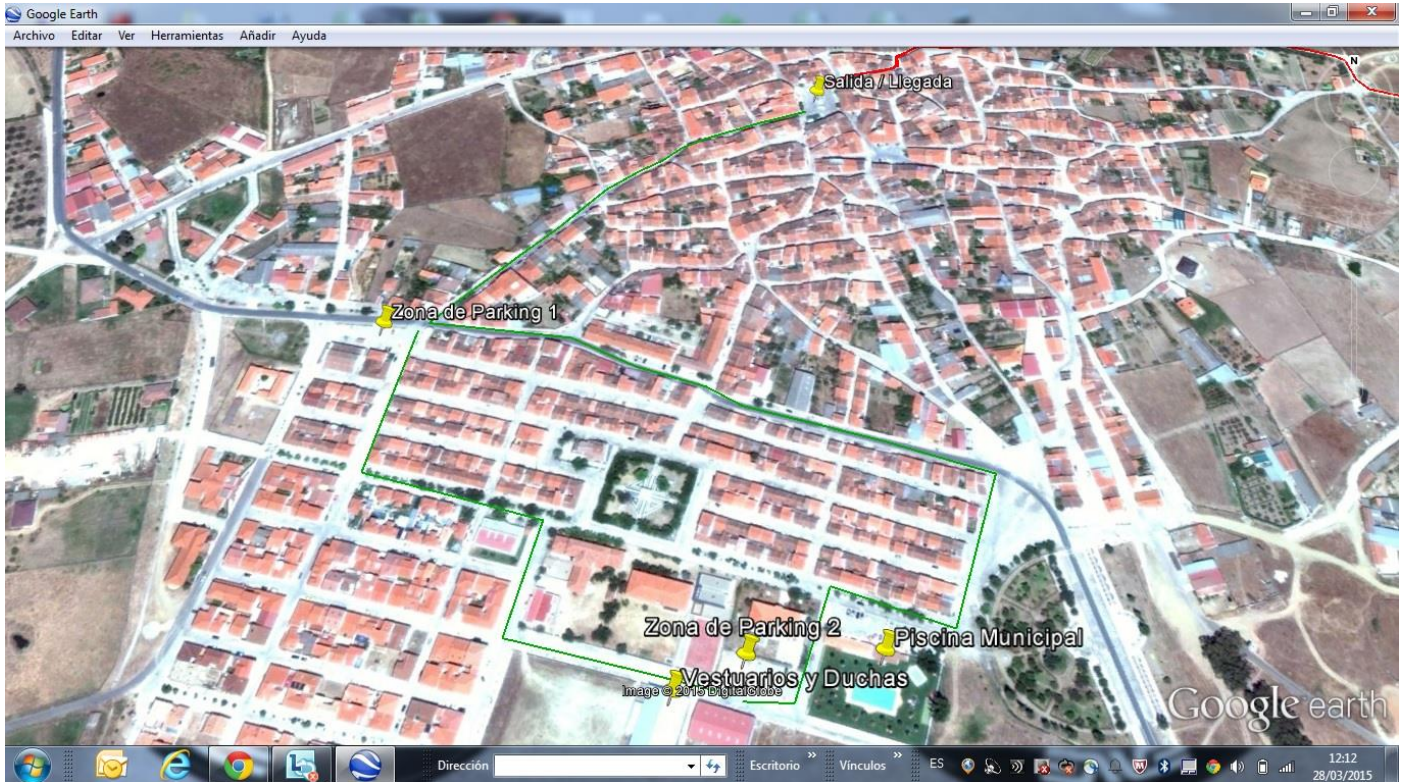 Google Earth
Archivo Editar Ver Herramientas Añadir Ayuda
N
Salida / Llegada
Zona de Parking 1
Zona de Parking 2
Piscina Municipal
Vestuarios y Duchas
Image © 2015 DigitalGlobe
Google earth
Dirección
Escritorio
»
Vínculos
»
ES
12:12
28/03/2015